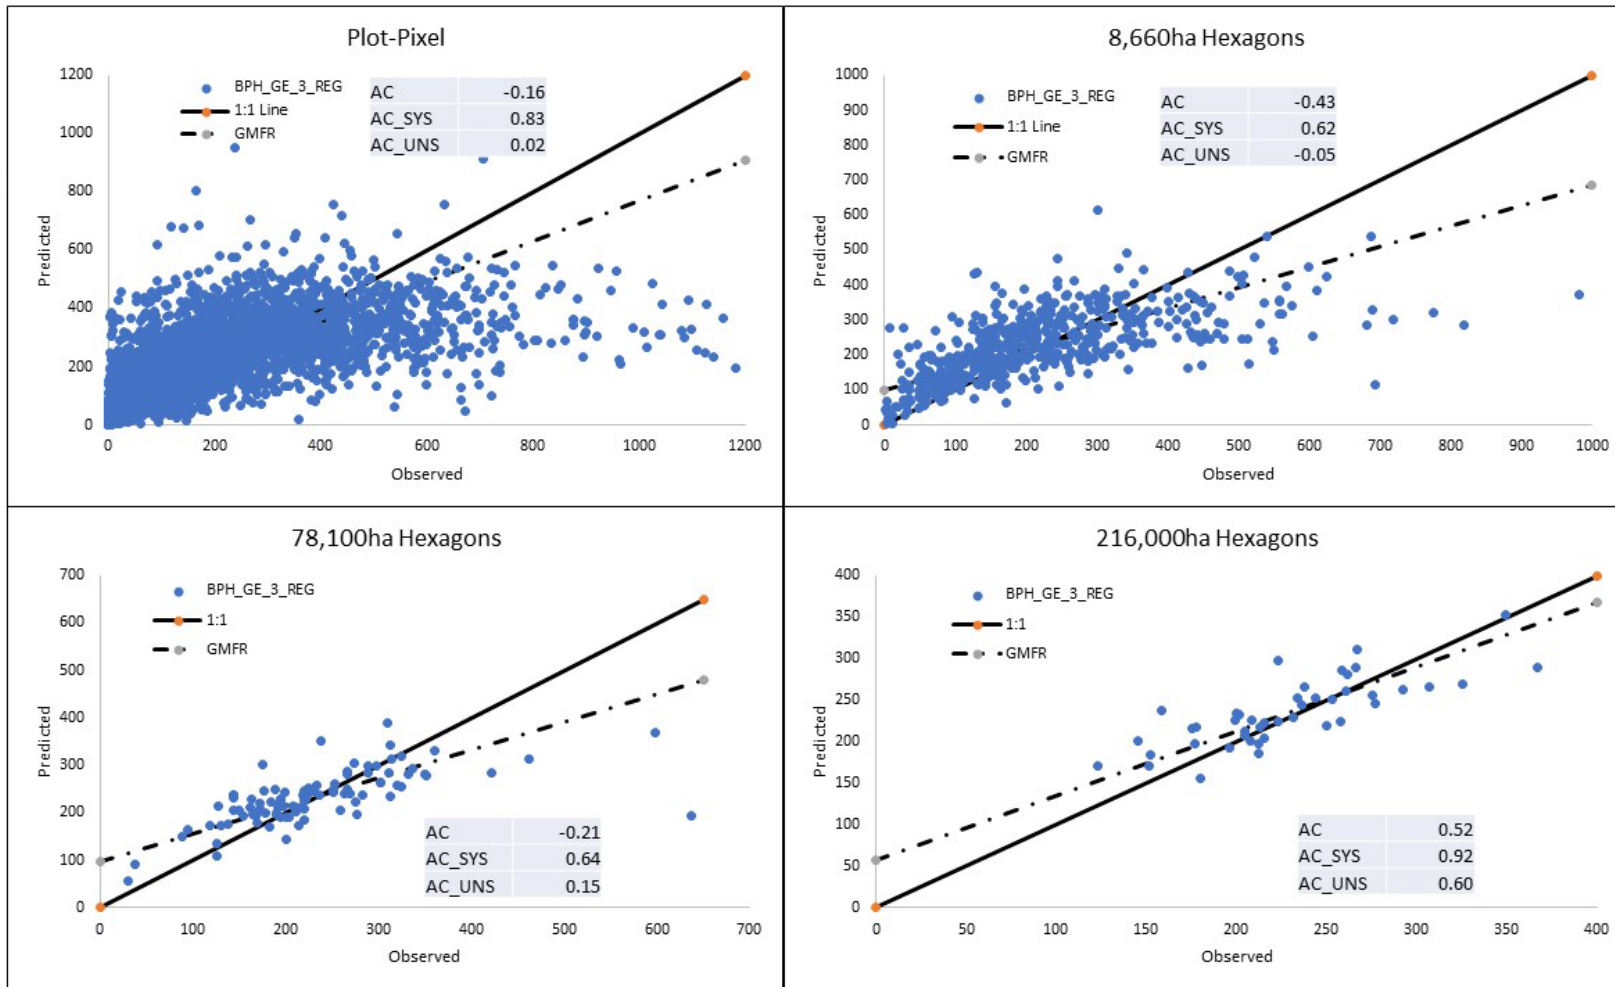 Plot-Pixel
1200
1000
800
600
400
200
0
Predicted
BPH_GE_3_REG
1:1 Line
GMFR
AC -0.16
AC_SYS 0.83
AC_UNS 0.02
0 200 400 600 800 1000 1200
Observed
8,660ha Hexagons
1000
900
800
700
600
500
400
300
200
100
0
Predicted
BPH_GE_3_REG
1:1 Line
GMFR
AC -0.43
AC_SYS 0.62
AC_UNS -0.05
0 100 200 300 400 500 600 700 800 900 1000
Observed
78,100ha Hexagons
700
600
500
400
300
200
100
0
Predicted
BPH_GE_3_REG
1:1
GMFR
AC -0.21
AC_SYS 0.64
AC_UNS 0.15
0 100 200 300 400 500 600 700
Observed
216,000ha Hexagons
400
350
300
250
200
150
100
50
0
Predicted
BPH_GE_3_REG
1:1
GMFR
AC 0.52
AC_SYS 0.92
AC_UNS 0.60
0 50 100 150 200 250 300 350 400
Observed